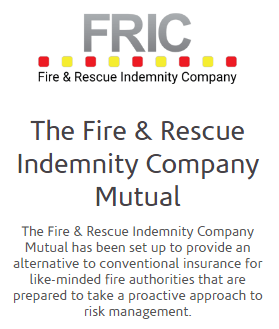 FRIC
Fire & Rescue Indemnity Company
The Fire & Rescue
Indemnity Company
Mutual
The Fire & Rescue Indemnity Company
Mutual has been set up to provide an
alternative to conventional insurance for
like-minded fire authorities that are
prepared to take a proactive approach to
risk management.